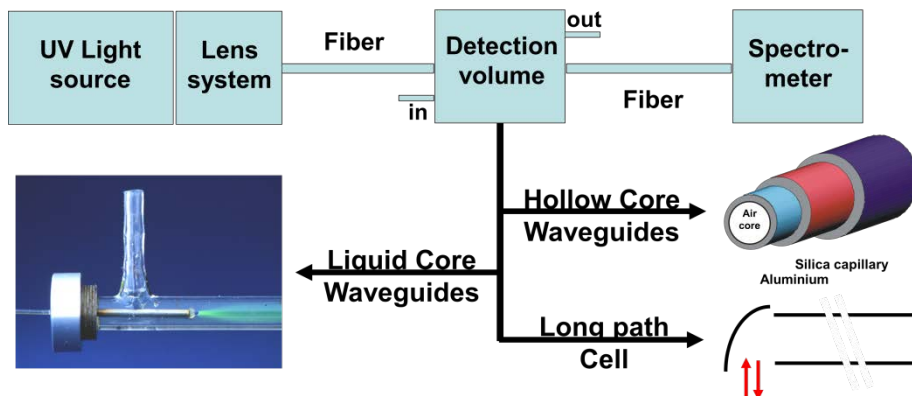 UV Light
source
Lens
system
Fiber
Detection
volume
out
in
Fiber
Spectro-
meter
Hollow Core
Waveguides
Air
core
Silica capillary
Aluminium
Liquid Core
Waveguides
Long path
Cell